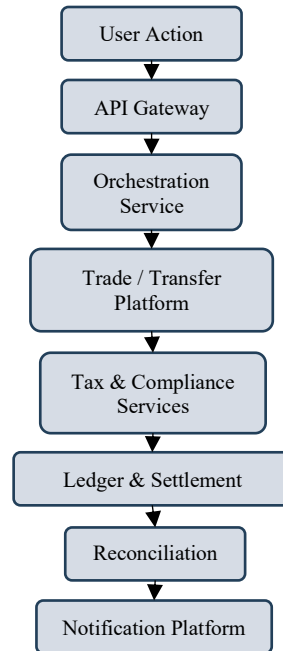 User Action
API Gateway
Orchestration
Service
Trade / Transfer
Platform
Tax & Compliance
Services
Ledger & Settlement
Reconciliation
Notification Platform